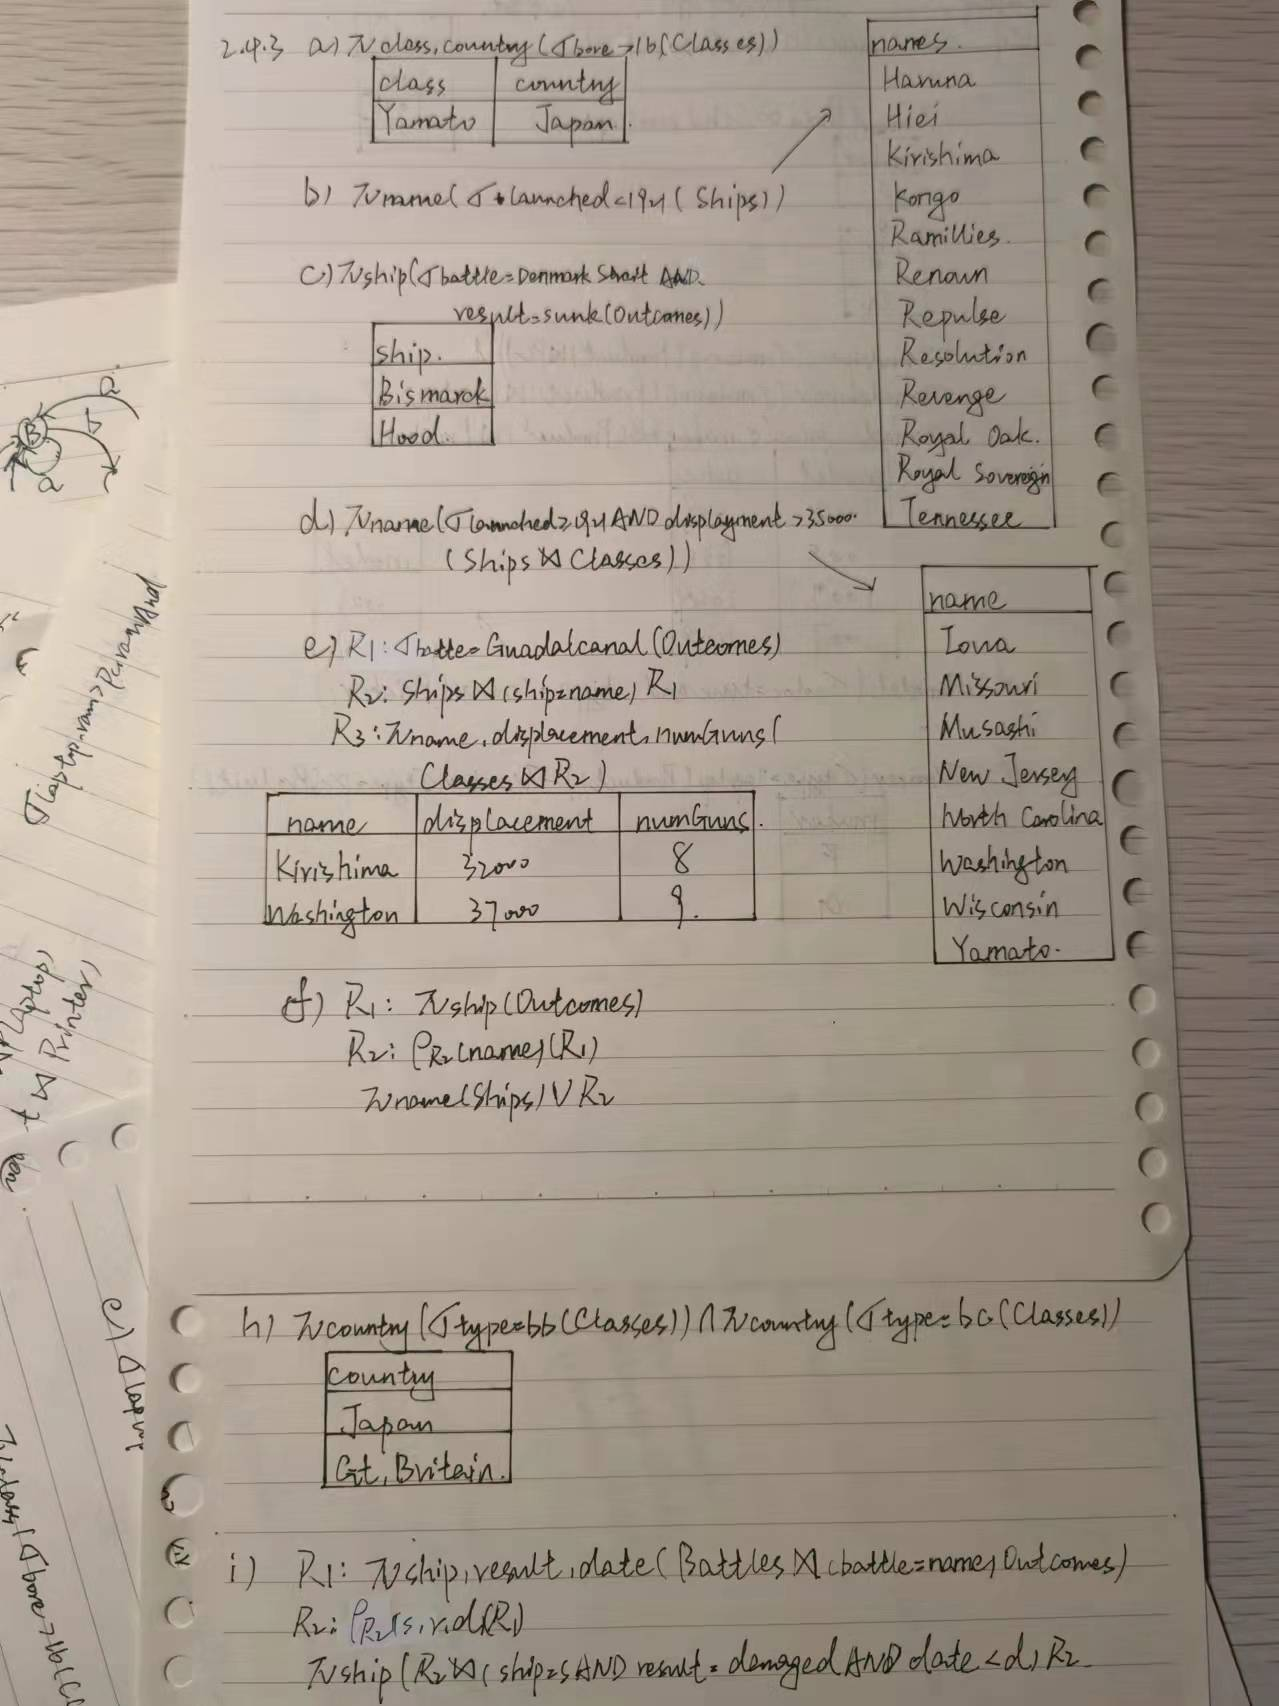 2.4.3 a) π class, country (σ bore >16 (Classes))
class country
Yamato Japan.
b) π name (σ launched < 1921 (Ships))
names.
Haruna
Hiei
Kirishima
Kongo
Ramillies.
Renown
Repulse
Resolution
Revenge
Royal Oak.
Royal Sovereign
Tennessee
c) π ship (σ battle = Denmark Strait AND
result = sunk (Outcomes))
ship.
Bismarck
Hood.
d) π name (σ launched > 1921 AND displayment > 35000.
(Ships ⋈ Classes))
name
Iowa
Missouri
Musashi
New Jersey
North Carolina
Washington
Wisconsin
Yamato.
e) R1: σ battle = Guadalcanal (Outcomes)
R2: Ships ⋈ (ship=name) R1
R3: π name, displacement, numGuns (
Classes ⋈ R2)
name displacement numGuns.
Kirishima 32000 8
Washington 37000 9.
f) R1: π ship (Outcomes)
R2: ρ R2(name) (R1)
π name (Ships) ∪ R2
h) π country (σ type=bb (Classes)) ∩ π country (σ type=bc (Classes))
country
Japan
Gt, Britain.
i) R1: π ship, result, date (Battles ⋈ (battle=name) Outcomes)
R2: ρ R2(s, r, d)(R1)
π ship (R2 ⋈ (ship=s AND result = demaged AND date < d) R2